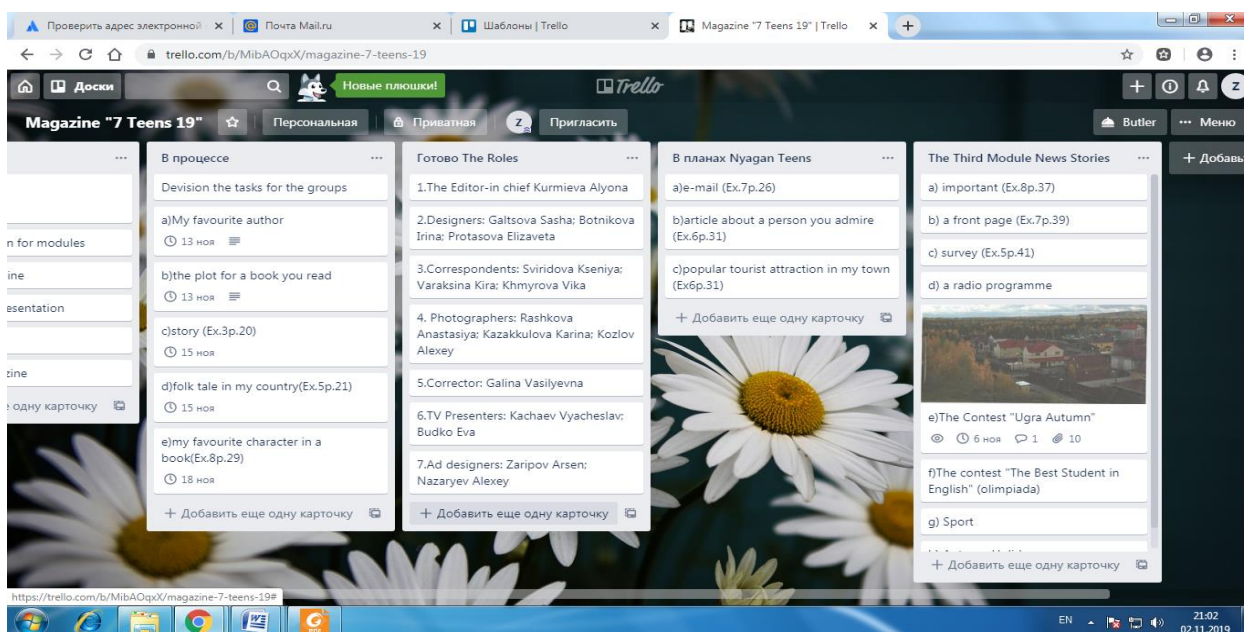 Проверить адрес электронной
Почта Mail.ru
Шаблоны | Trello
Magazine "7 Teens 19" | Trello
trello.com/b/MibAOqxX/magazine-7-teens-19
Доски
Новые плюшки!
Trello
Z
Magazine "7 Teens 19"
Персональная
Приватная
Z
Пригласить
Butler
Меню
n for modules
ine
esentation
zine
одну карточку
В процессе
Devision the tasks for the groups
a)My favourite author
13 ноя
b)the plot for a book you read
13 ноя
c)story (Ex.3p.20)
15 ноя
d)folk tale in my country(Ex.5p.21)
15 ноя
e)my favourite character in a
book(Ex.8p.29)
18 ноя
+ Добавить еще одну карточку
Готово The Roles
1.The Editor-in chief Kurmieva Alyona
2.Designers: Galtsova Sasha; Botnikova
Irina; Protasova Elizaveta
3.Correspondents: Sviridova Kseniya;
Varaksina Kira; Khmyrova Vika
4. Photographers: Rashkova
Anastasiya; Kazakkulova Karina; Kozlov
Alexey
5.Corrector: Galina Vasilyevna
6.TV Presenters: Kachaev Vyacheslav;
Budko Eva
7.Ad designers: Zaripov Arsen;
Nazaryev Alexey
+ Добавить еще одну карточку
В планах Nyagan Teens
a)e-mail (Ex.7p.26)
b)article about a person you admire
(Ex.6p.31)
c)popular tourist attraction in my town
(Ex6p.31)
+ Добавить еще одну карточку
The Third Module News Stories
a) important (Ex.8p.37)
b) a front page (Ex.7p.39)
c) survey (Ex.5p.41)
d) a radio programme
e)The Contest "Ugra Autumn"
6 ноя 1 10
f)The contest "The Best Student in
English" (olimpiada)
g) Sport
+ Добавить еще одну карточку
+ Добавь
https://trello.com/b/MibAOqxX/magazine-7-teens-19#
EN
21:02
02.11.2019